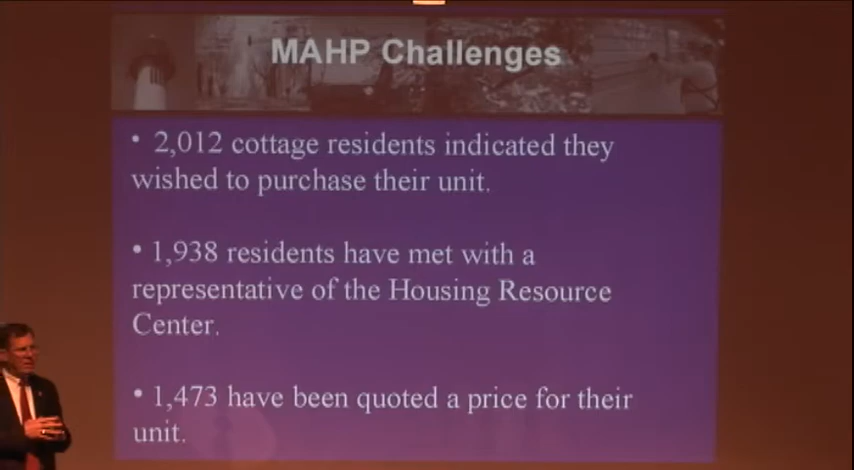 MAHP Challenges
• 2,012 cottage residents indicated they
wished to purchase their unit.
• 1,938 residents have met with a
representative of the Housing Resource
Center.
• 1,473 have been quoted a price for their
unit.